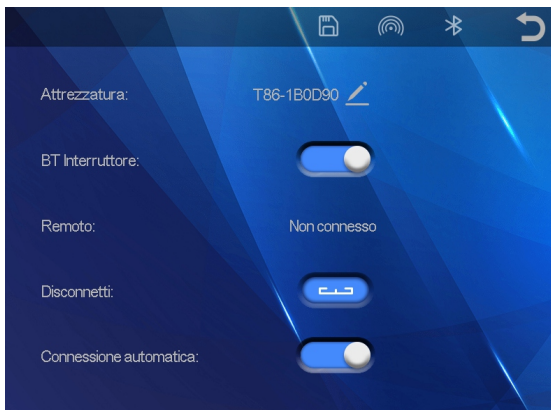 Attrezzatura: T86-1B0D90
BT Interruttore:
Remoto: Non connesso
Disconnetti:
Connessione automatica: